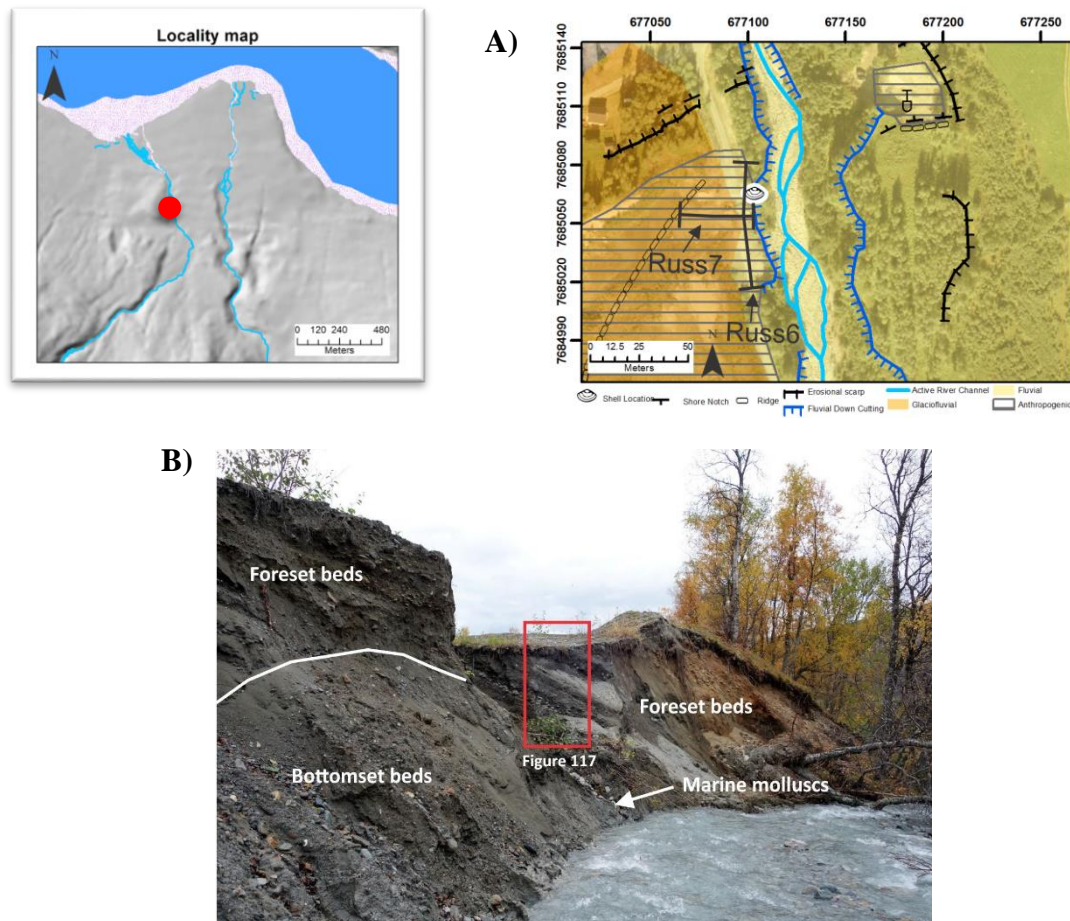 Locality map
N
0 120 240 480
Meters
A)
677050 677100 677150 677200 677250
7685140
7685110
7685080
7685050
7685020
7684990
Russ7
Russ6
N
0 12.5 25 50
Meters
Shell Location
Shore Notch
Ridge
Erosional scarp
Fluvial Down Cutting
Active River Channel
Glaciofluvial
Fluvial
Anthropogenic
B)
Foreset beds
Bottomset beds
Figure 117
Foreset beds
Marine molluscs